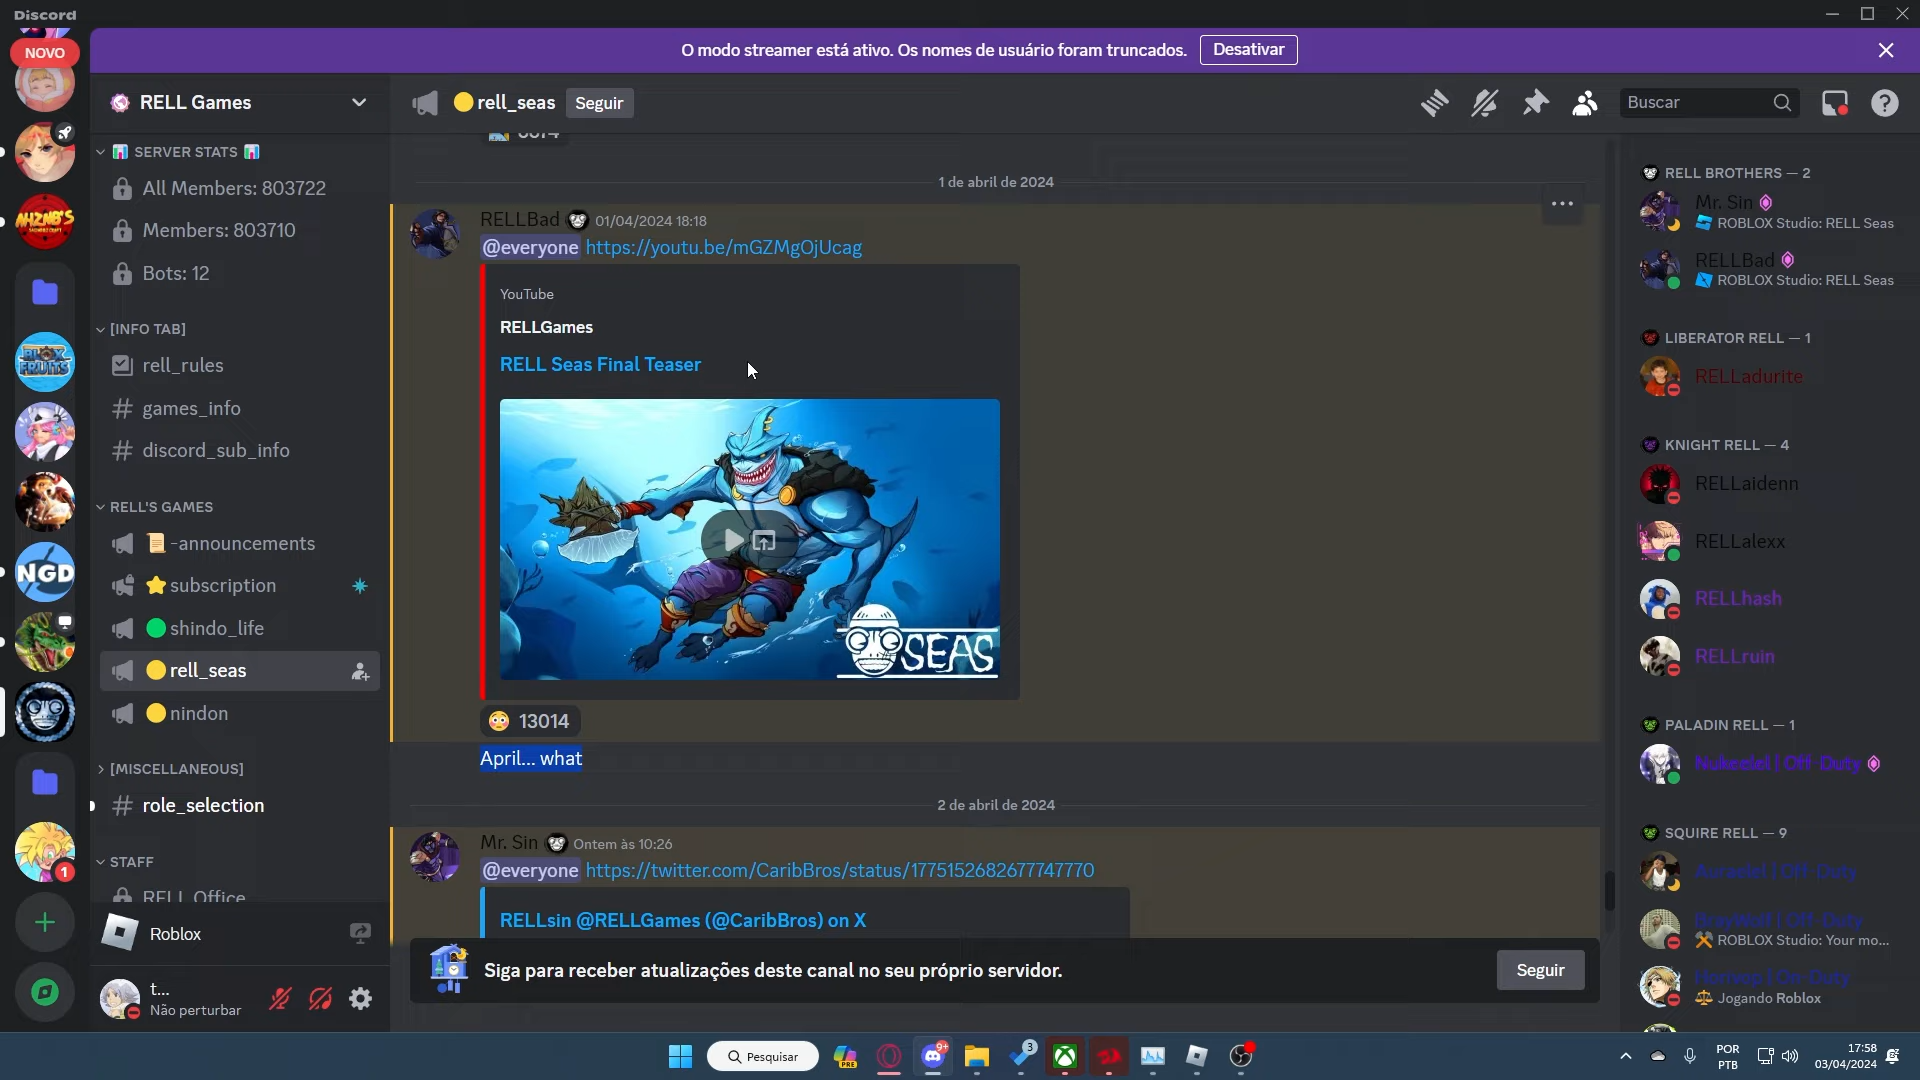 Discord
NOVO
O modo streamer está ativo. Os nomes de usuário foram truncados.
Desativar
RELL Games
rell_seas
Seguir
Buscar
SERVER STATS
All Members: 803722
Members: 803710
Bots: 12
[INFO TAB]
rell_rules
games_info
discord_sub_info
RELL'S GAMES
-announcements
subscription
shindo_life
rell_seas
nindon
[MISCELLANEOUS]
role_selection
STAFF
RELL Office
Roblox
t...
Não perturbar
BLOX FRUITS
NGD
1
1 de abril de 2024
RELLBad
01/04/2024 18:18
@everyone https://youtu.be/mGZMgOjUcag
YouTube
RELLGames
RELL Seas Final Teaser
SEAS
13014
April... what
2 de abril de 2024
Mr. Sin
Ontem às 10:26
@everyone https://twitter.com/CaribBros/status/1775152682677747770
RELLsin @RELLGames (@CaribBros) on X
Siga para receber atualizações deste canal no seu próprio servidor.
Seguir
RELL BROTHERS — 2
Mr. Sin
ROBLOX Studio: RELL Seas
RELLBad
ROBLOX Studio: RELL Seas
LIBERATOR RELL — 1
RELLadurite
KNIGHT RELL — 4
RELLaidenn
RELLalexx
RELLhash
RELLruin
PALADIN RELL — 1
SQUIRE RELL — 9
ROBLOX Studio: Your mo...
Jogando Roblox
Pesquisar
PRE
9+
3
POR
PTB
17:58
03/04/2024